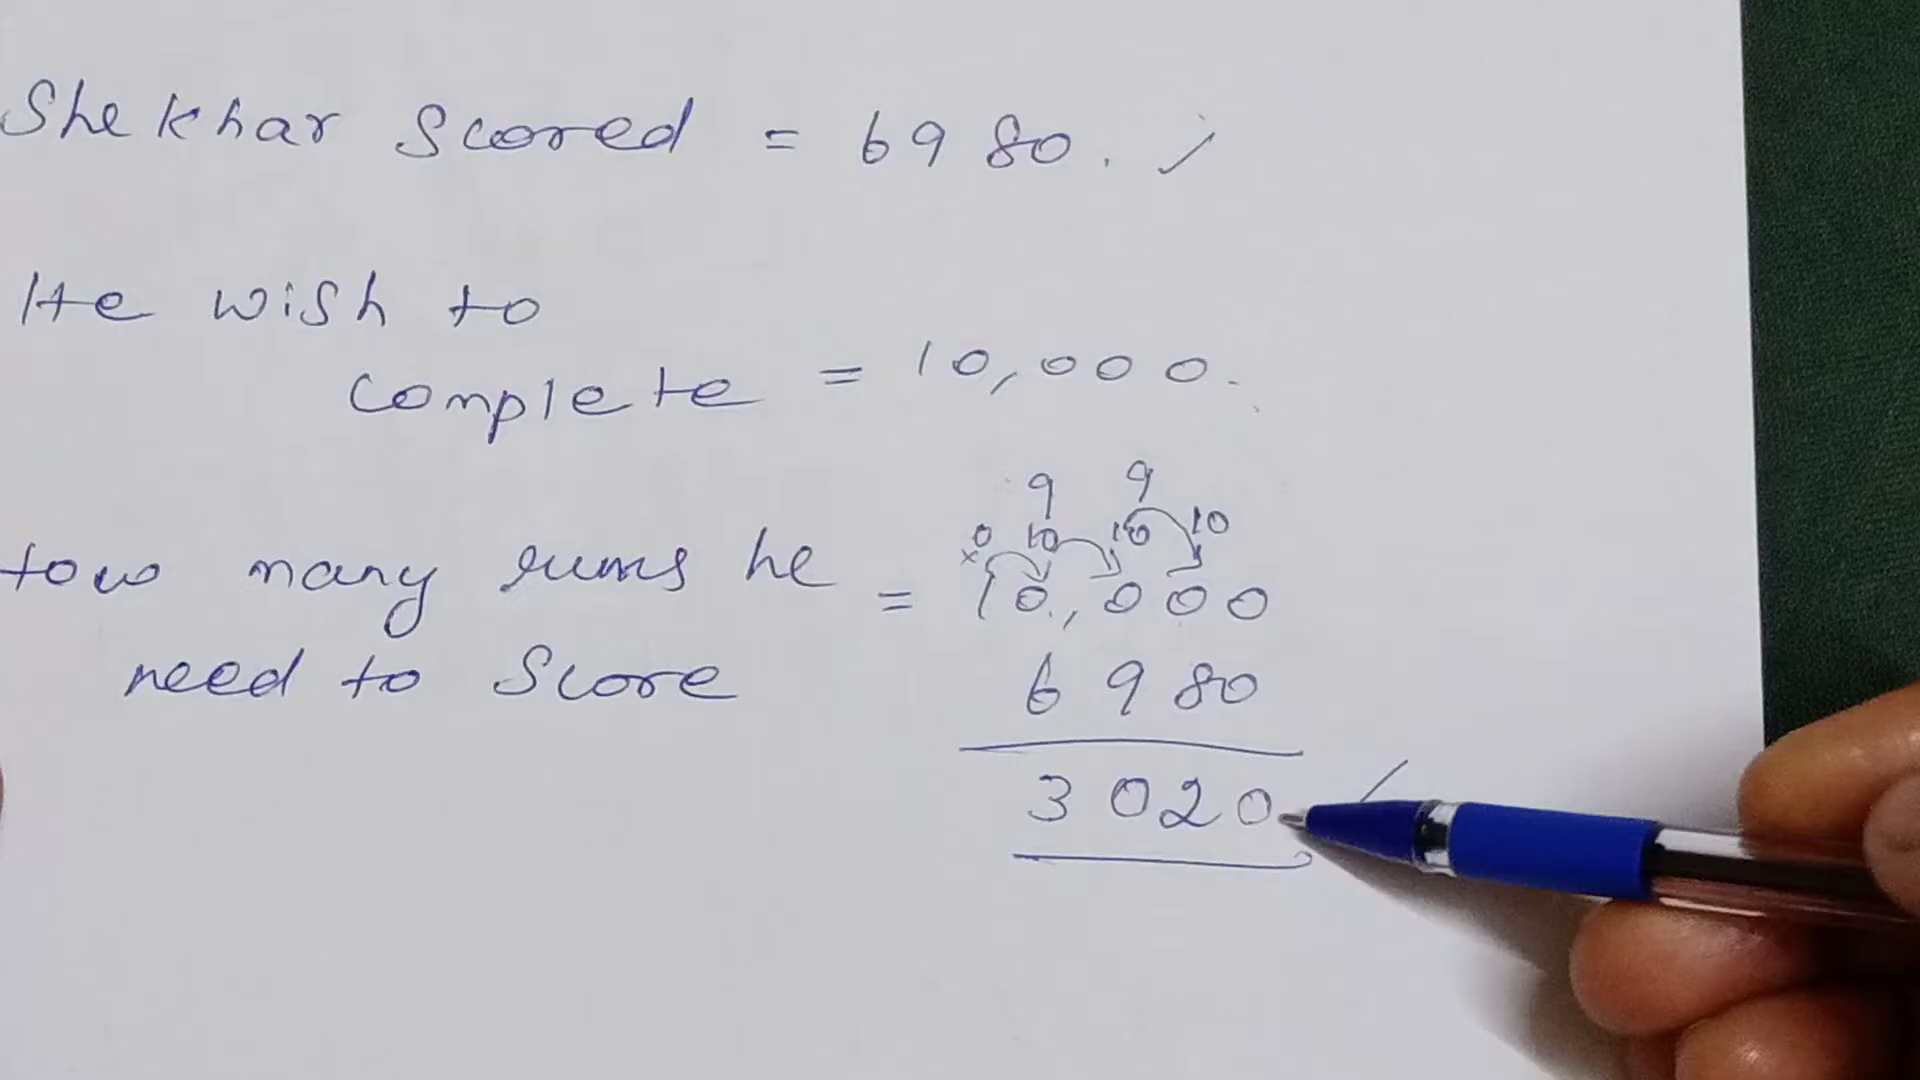 Shekhar Scored = 6980.
He wish to
complete = 10,000.
9 9
0 10 10 10
How many runs he = 10,000
need to Score 6980
3020